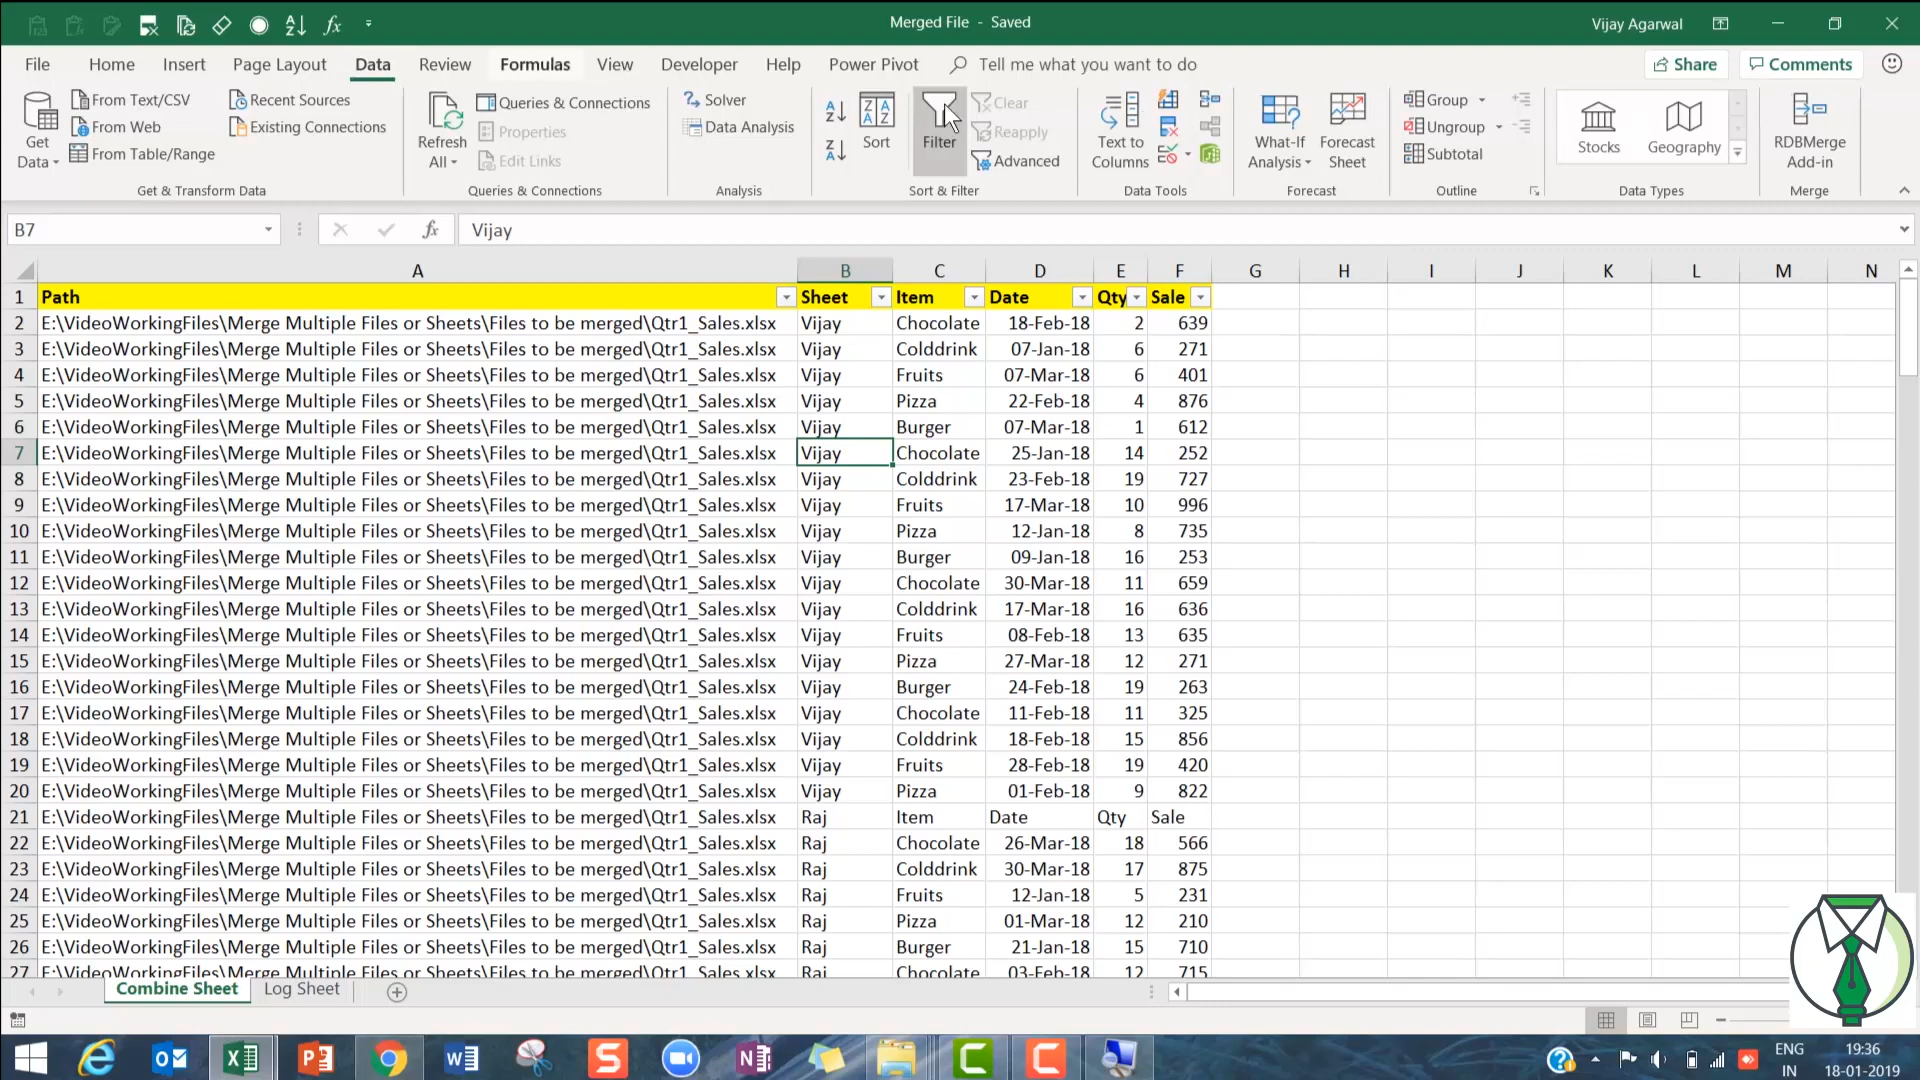 Merged File - Saved
Vijay Agarwal
File Home Insert Page Layout Data Review Formulas View Developer Help Power Pivot Tell me what you want to do Share Comments
Get Data
From Text/CSV
From Web
From Table/Range
Recent Sources
Existing Connections
Get & Transform Data
Refresh All
Queries & Connections
Properties
Edit Links
Queries & Connections
Solver
Data Analysis
Analysis
Sort
Filter
Clear
Reapply
Advanced
Sort & Filter
Text to Columns
Data Tools
What-If Analysis
Forecast Sheet
Forecast
Group
Ungroup
Subtotal
Outline
Stocks
Geography
Data Types
RDBMerge Add-in
Merge
B7
fx
Vijay
A B C D E F G H I J K L M N
1 Path Sheet Item Date Qty Sale
2 E:\VideoWorkingFiles\Merge Multiple Files or Sheets\Files to be merged\Qtr1_Sales.xlsx Vijay Chocolate 18-Feb-18 2 639
3 E:\VideoWorkingFiles\Merge Multiple Files or Sheets\Files to be merged\Qtr1_Sales.xlsx Vijay Colddrink 07-Jan-18 6 271
4 E:\VideoWorkingFiles\Merge Multiple Files or Sheets\Files to be merged\Qtr1_Sales.xlsx Vijay Fruits 07-Mar-18 6 401
5 E:\VideoWorkingFiles\Merge Multiple Files or Sheets\Files to be merged\Qtr1_Sales.xlsx Vijay Pizza 22-Feb-18 4 876
6 E:\VideoWorkingFiles\Merge Multiple Files or Sheets\Files to be merged\Qtr1_Sales.xlsx Vijay Burger 07-Mar-18 1 612
7 E:\VideoWorkingFiles\Merge Multiple Files or Sheets\Files to be merged\Qtr1_Sales.xlsx Vijay Chocolate 25-Jan-18 14 252
8 E:\VideoWorkingFiles\Merge Multiple Files or Sheets\Files to be merged\Qtr1_Sales.xlsx Vijay Colddrink 23-Feb-18 19 727
9 E:\VideoWorkingFiles\Merge Multiple Files or Sheets\Files to be merged\Qtr1_Sales.xlsx Vijay Fruits 17-Mar-18 10 996
10 E:\VideoWorkingFiles\Merge Multiple Files or Sheets\Files to be merged\Qtr1_Sales.xlsx Vijay Pizza 12-Jan-18 8 735
11 E:\VideoWorkingFiles\Merge Multiple Files or Sheets\Files to be merged\Qtr1_Sales.xlsx Vijay Burger 09-Jan-18 16 253
12 E:\VideoWorkingFiles\Merge Multiple Files or Sheets\Files to be merged\Qtr1_Sales.xlsx Vijay Chocolate 30-Mar-18 11 659
13 E:\VideoWorkingFiles\Merge Multiple Files or Sheets\Files to be merged\Qtr1_Sales.xlsx Vijay Colddrink 17-Mar-18 16 636
14 E:\VideoWorkingFiles\Merge Multiple Files or Sheets\Files to be merged\Qtr1_Sales.xlsx Vijay Fruits 08-Feb-18 13 635
15 E:\VideoWorkingFiles\Merge Multiple Files or Sheets\Files to be merged\Qtr1_Sales.xlsx Vijay Pizza 27-Mar-18 12 271
16 E:\VideoWorkingFiles\Merge Multiple Files or Sheets\Files to be merged\Qtr1_Sales.xlsx Vijay Burger 24-Feb-18 19 263
17 E:\VideoWorkingFiles\Merge Multiple Files or Sheets\Files to be merged\Qtr1_Sales.xlsx Vijay Chocolate 11-Feb-18 11 325
18 E:\VideoWorkingFiles\Merge Multiple Files or Sheets\Files to be merged\Qtr1_Sales.xlsx Vijay Colddrink 18-Feb-18 15 856
19 E:\VideoWorkingFiles\Merge Multiple Files or Sheets\Files to be merged\Qtr1_Sales.xlsx Vijay Fruits 28-Feb-18 19 420
20 E:\VideoWorkingFiles\Merge Multiple Files or Sheets\Files to be merged\Qtr1_Sales.xlsx Vijay Pizza 01-Feb-18 9 822
21 E:\VideoWorkingFiles\Merge Multiple Files or Sheets\Files to be merged\Qtr1_Sales.xlsx Raj Item Date Qty Sale
22 E:\VideoWorkingFiles\Merge Multiple Files or Sheets\Files to be merged\Qtr1_Sales.xlsx Raj Chocolate 26-Mar-18 18 566
23 E:\VideoWorkingFiles\Merge Multiple Files or Sheets\Files to be merged\Qtr1_Sales.xlsx Raj Colddrink 30-Mar-18 17 875
24 E:\VideoWorkingFiles\Merge Multiple Files or Sheets\Files to be merged\Qtr1_Sales.xlsx Raj Fruits 12-Jan-18 5 231
25 E:\VideoWorkingFiles\Merge Multiple Files or Sheets\Files to be merged\Qtr1_Sales.xlsx Raj Pizza 01-Mar-18 12 210
26 E:\VideoWorkingFiles\Merge Multiple Files or Sheets\Files to be merged\Qtr1_Sales.xlsx Raj Burger 21-Jan-18 15 710
27 E:\VideoWorkingFiles\Merge Multiple Files or Sheets\Files to be merged\Qtr1_Sales.xlsx Raj Chocolate 03-Feb-18 12 715
Combine Sheet Log Sheet
ENG 19:36
IN 18-01-2019